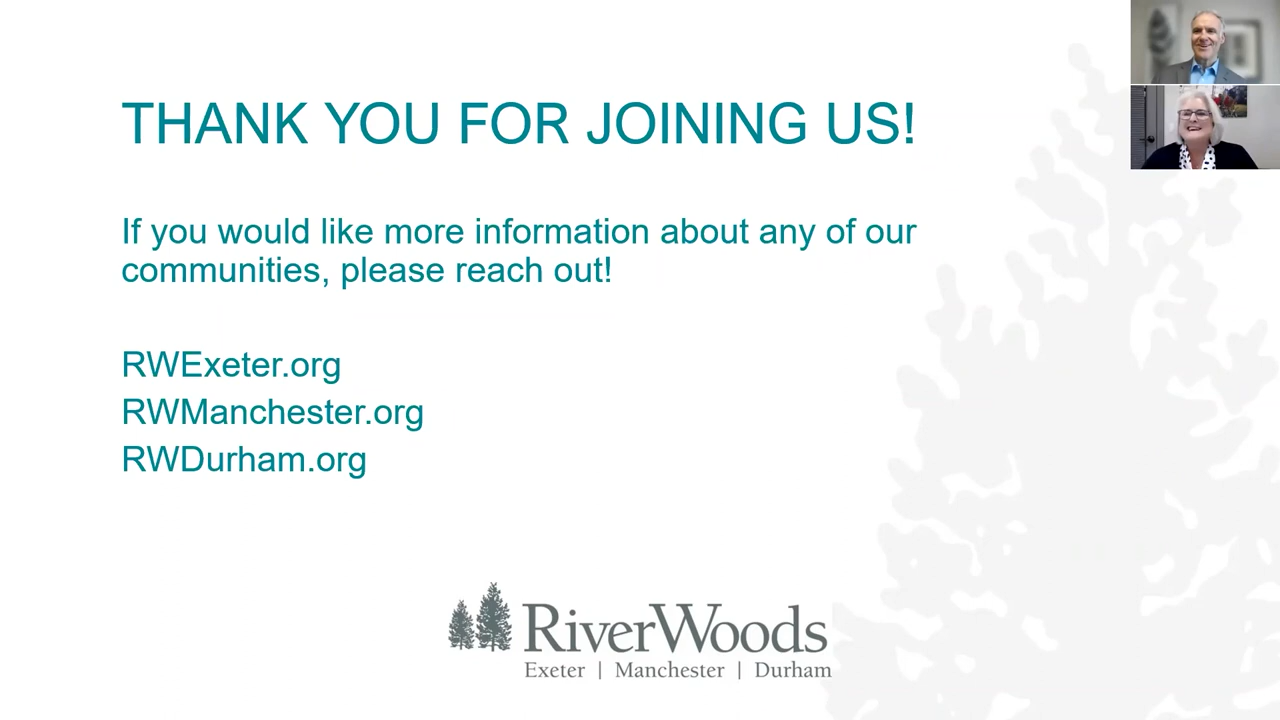 THANK YOU FOR JOINING US!
If you would like more information about any of our
communities, please reach out!
RWExeter.org
RWManchester.org
RWDurham.org
RiverWoods
Exeter | Manchester | Durham